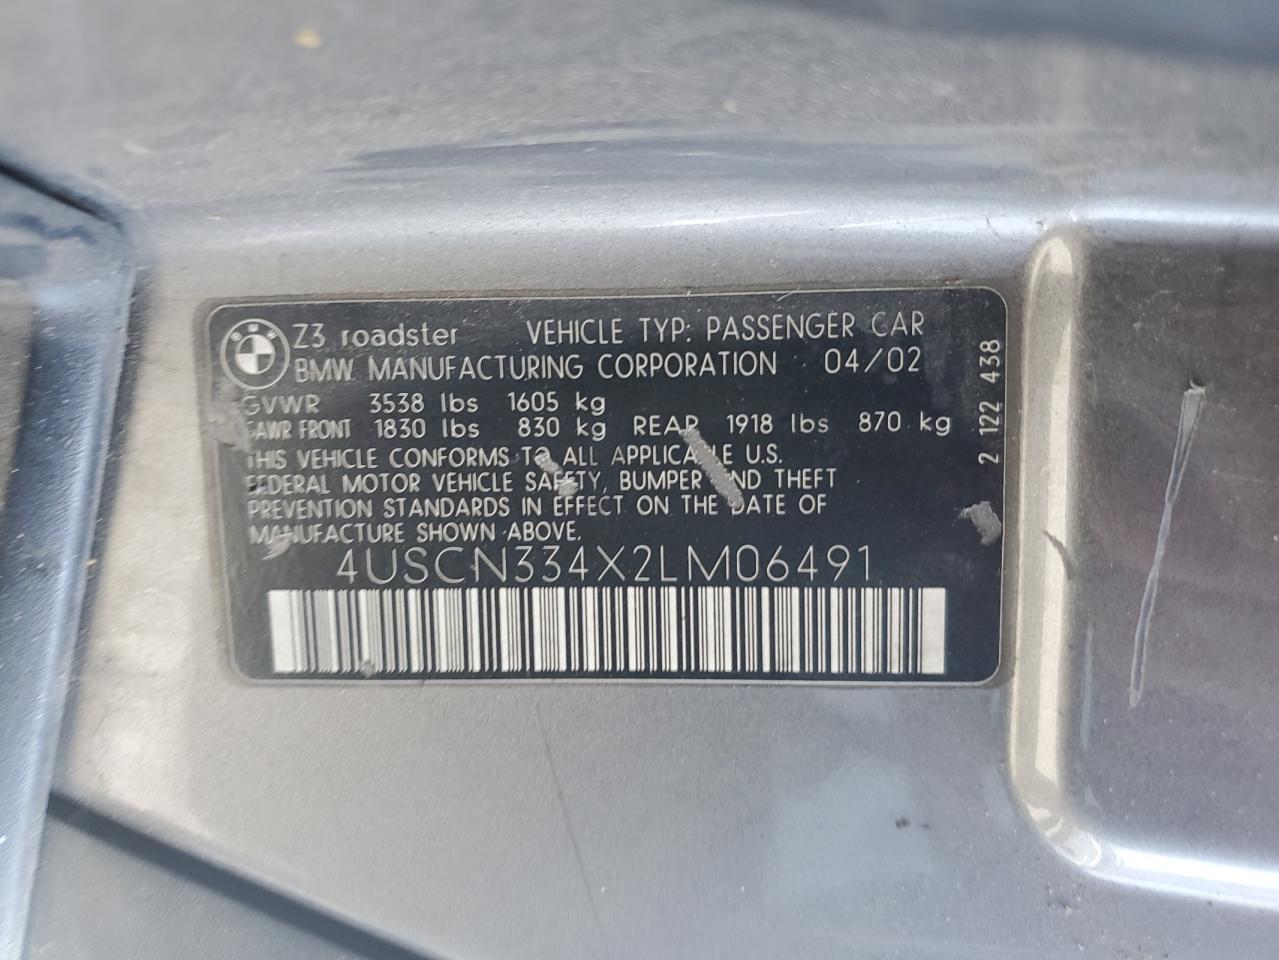 Z3 roadster VEHICLE TYP: PASSENGER CAR
BMW MANUFACTURING CORPORATION 04/02
GVWR 3538 lbs 1605 kg
GAWR FRONT 1830 lbs 830 kg REAR 1918 lbs 870 kg
THIS VEHICLE CONFORMS TO ALL APPLICABLE U.S.
FEDERAL MOTOR VEHICLE SAFETY, BUMPER AND THEFT
PREVENTION STANDARDS IN EFFECT ON THE DATE OF
MANUFACTURE SHOWN ABOVE.
4USCN334X2LM06491
2 122 438